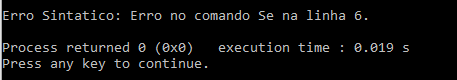 Erro Sintatico: Erro no comando Se na linha 6.
Process returned 0 (0x0)   execution time : 0.019 s
Press any key to continue.